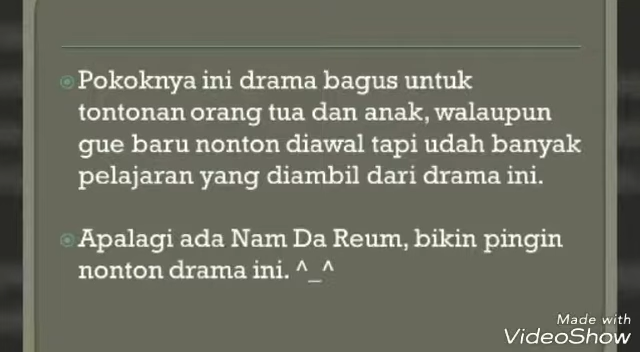 Pokoknya ini drama bagus untuk
tontonan orang tua dan anak, walaupun
gue baru nonton diawal tapi udah banyak
pelajaran yang diambil dari drama ini.
Apalagi ada Nam Da Reum, bikin pingin
nonton drama ini. ^_^
Made with
VideoShow